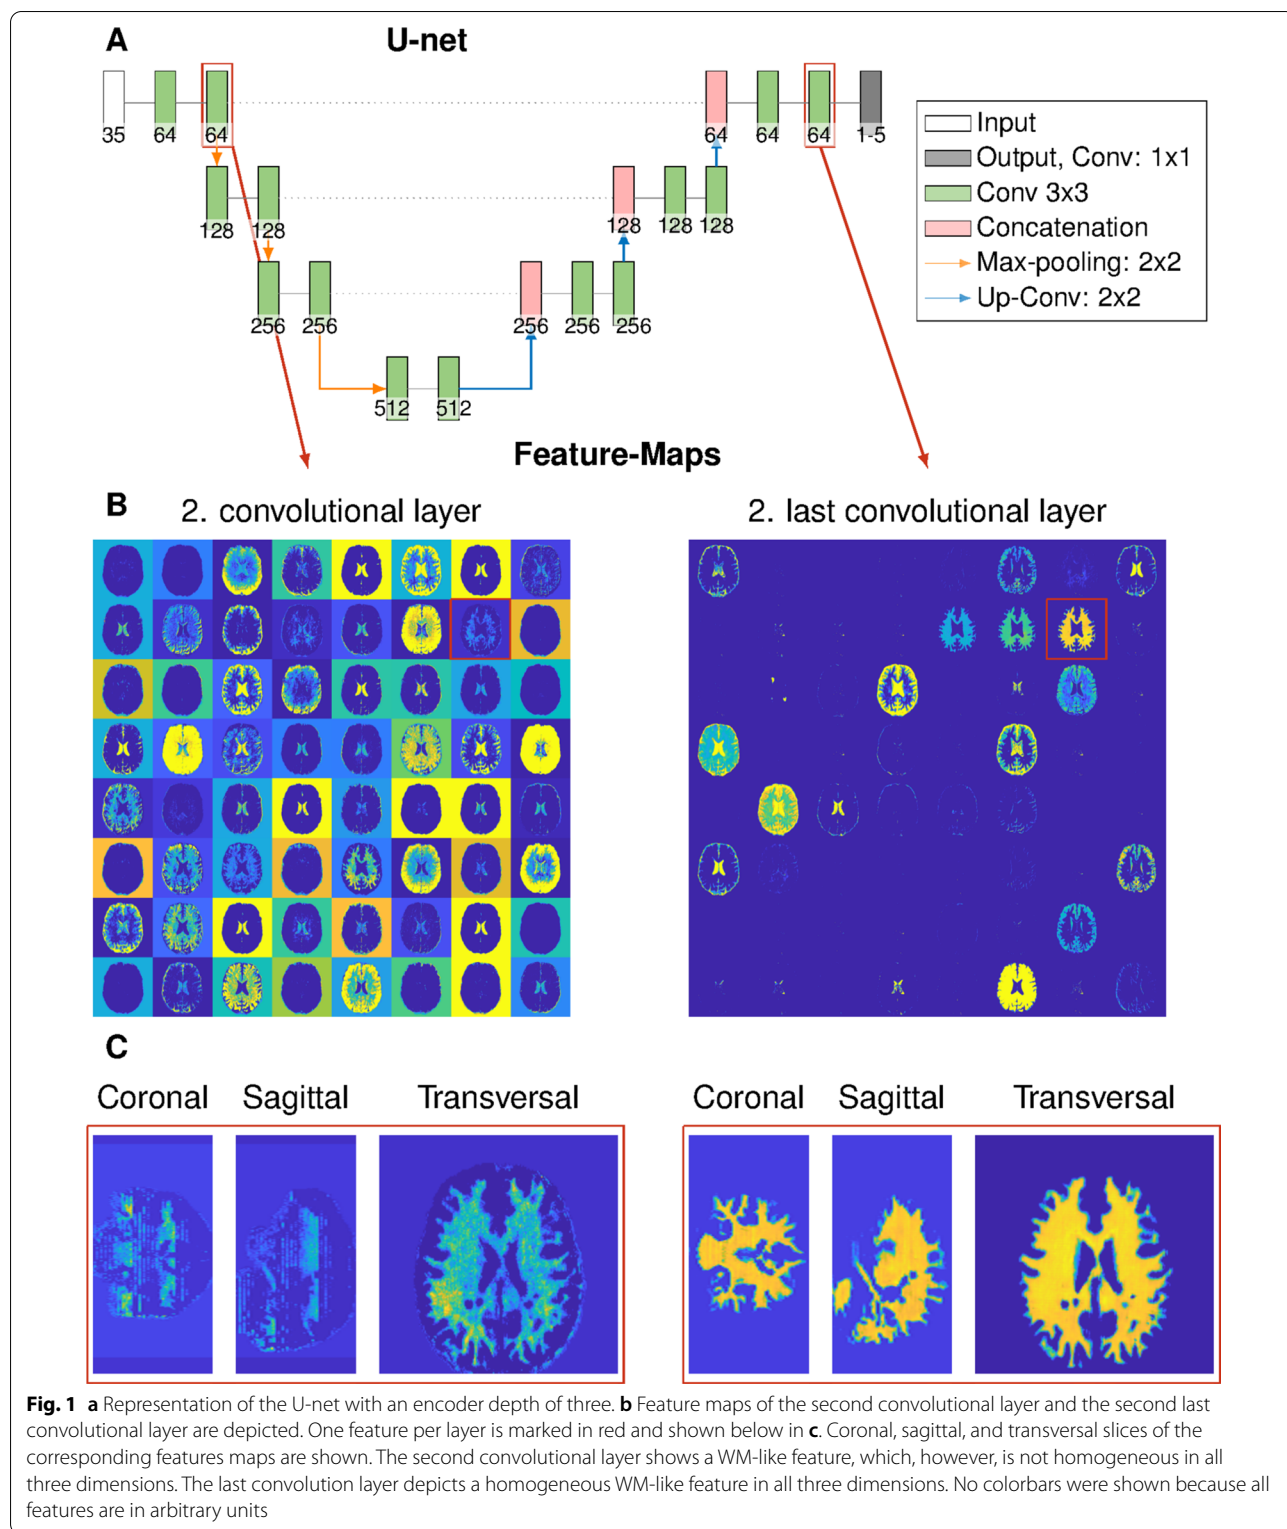 A
U-net
35 64 64 64 64 64 1-5
128 128 128 128 128
256 256 256 256 256
512 512
Input
Output, Conv: 1x1
Conv 3x3
Concatenation
Max-pooling: 2x2
Up-Conv: 2x2
Feature-Maps
B
2. convolutional layer
2. last convolutional layer
C
Coronal Sagittal Transversal
Coronal Sagittal Transversal
Fig. 1 a Representation of the U-net with an encoder depth of three. b Feature maps of the second convolutional layer and the second last
convolutional layer are depicted. One feature per layer is marked in red and shown below in c. Coronal, sagittal, and transversal slices of the
corresponding features maps are shown. The second convolutional layer shows a WM-like feature, which, however, is not homogeneous in all
three dimensions. The last convolution layer depicts a homogeneous WM-like feature in all three dimensions. No colorbars were shown because all
features are in arbitrary units